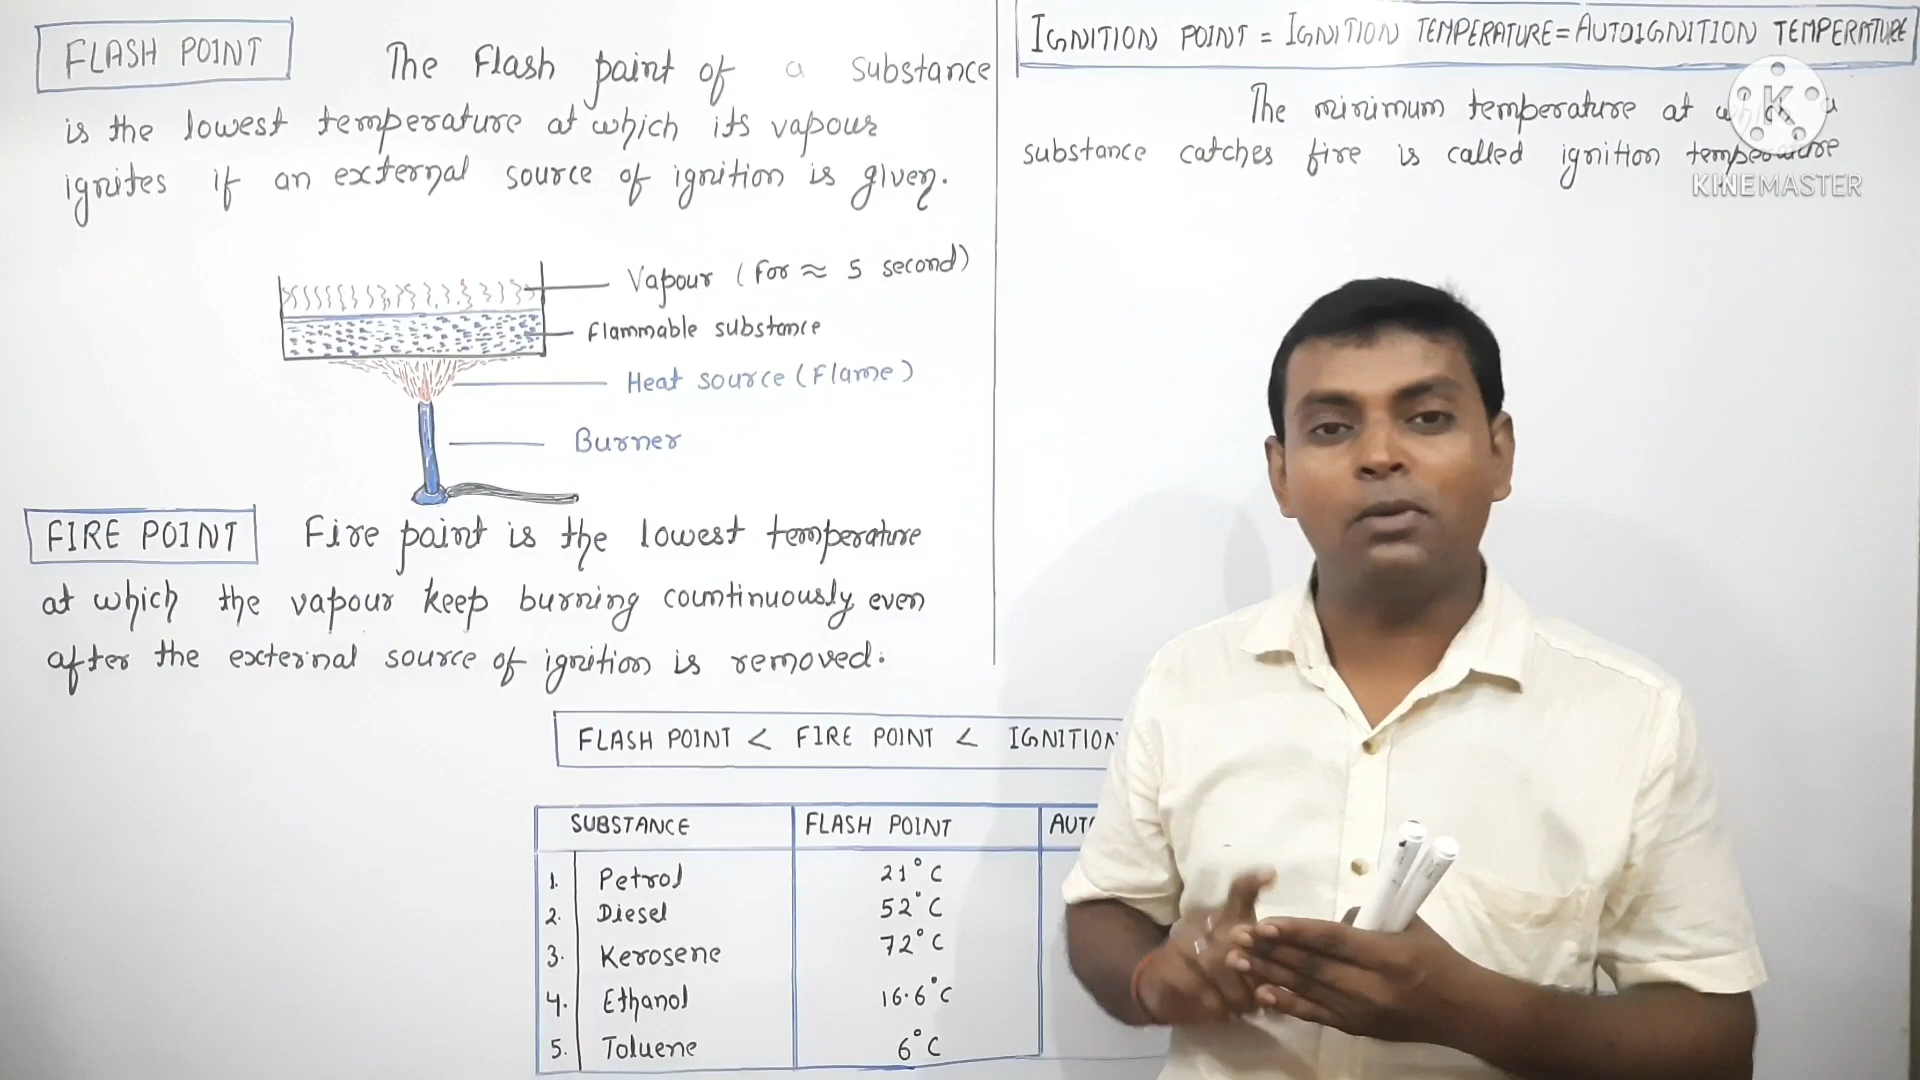 FLASH POINT
The Flash point of a substance
is the lowest temperature at which its vapour
ignites if an external source of ignition is given.
Vapour (for ≈ 5 second)
Flammable substance
Heat source (Flame)
Burner
FIRE POINT
Fire point is the lowest temperature
at which the vapour keep burning countinuously even
after the external source of ignition is removed.
IGNITION POINT = IGNITION TEMPERATURE = AUTOIGNITION TEMPERATURE
The minimum temperature at which a
substance catches fire is called ignition temperature
K
KINEMASTER
FLASH POINT < FIRE POINT < IGNITION
SUBSTANCE FLASH POINT
1. Petrol 21°C
2. Diesel 52°C
3. Kerosene 72°C
4. Ethanol 16.6°C
5. Toluene 6°C